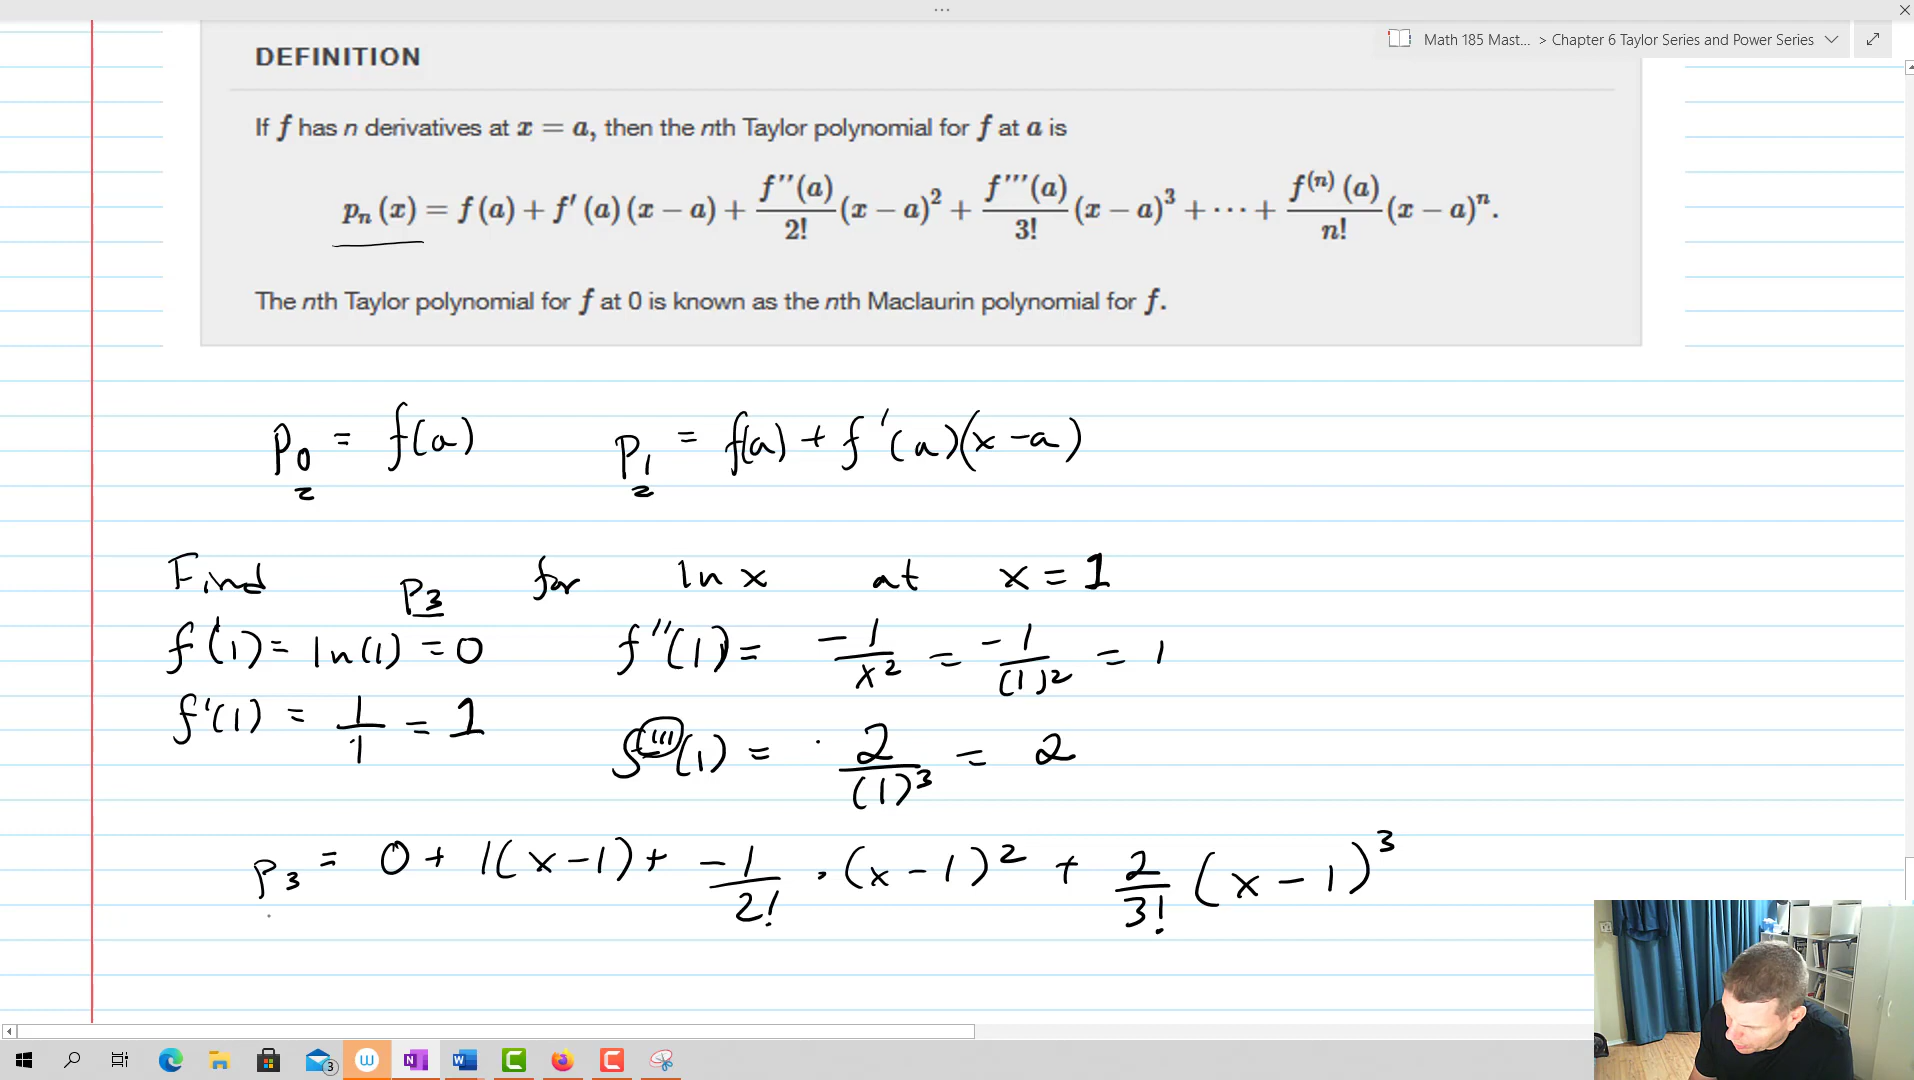 Math 185 Mast... > Chapter 6 Taylor Series and Power Series
DEFINITION
If f has n derivatives at x = a, then the nth Taylor polynomial for f at a is
pₙ (x) = f (a) + f′ (a) (x − a) + f′′(a)/2! (x − a)² + f′′′(a)/3! (x − a)³ + ⋯ + f⁽ⁿ⁾ (a)/n! (x − a)ⁿ.
The nth Taylor polynomial for f at 0 is known as the nth Maclaurin polynomial for f.
p₀ = f(a) p₁ = f(a) + f′(a)(x − a)
Find p₃ for ln x at x = 1
f(1) = ln(1) = 0 f′′(1) = −1/x² = −1/(1)² = 1
f′(1) = 1/1 = 1 f′′′(1) = 2/(1)³ = 2
p₃ = 0 + 1(x − 1) + −1/2! · (x − 1)² + 2/3! (x − 1)³
3